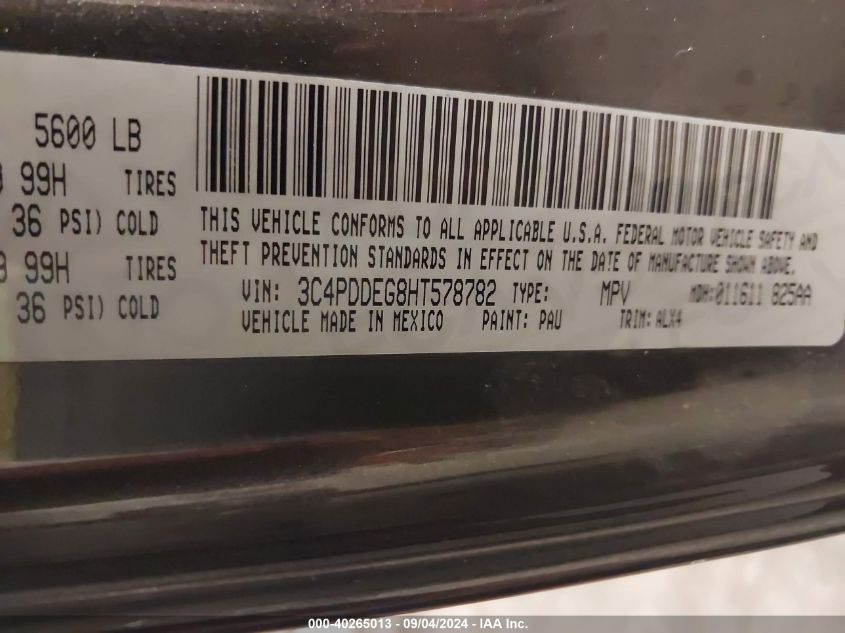 5600 LB
99H TIRES
36 PSI) COLD
99H TIRES
36 PSI) COLD
THIS VEHICLE CONFORMS TO ALL APPLICABLE U.S.A. FEDERAL MOTOR VEHICLE SAFETY AND
THEFT PREVENTION STANDARDS IN EFFECT ON THE DATE OF MANUFACTURE SHOWN ABOVE.
VIN: 3C4PDDEG8HT578782 TYPE: MPV MDH:011611 825AA
VEHICLE MADE IN MEXICO PAINT: PAU TRIM: ALX4
000-40265013 - 09/04/2024 - IAA Inc.